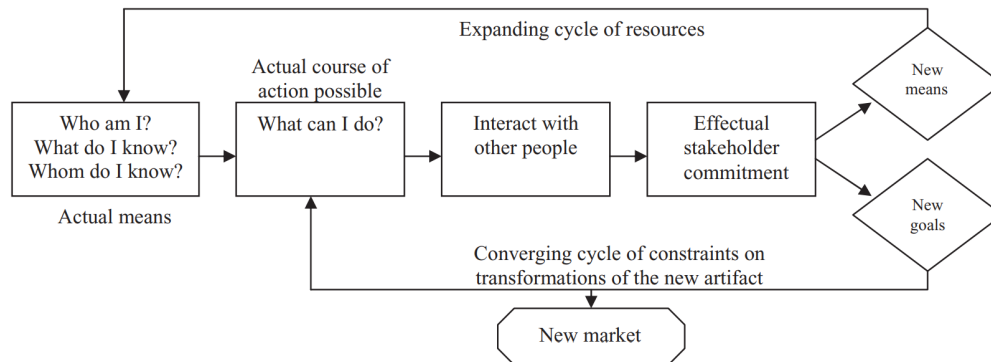 Expanding cycle of resources
Actual course of
action possible
Who am I?
What do I know?
Whom do I know?
Actual means
What can I do?
Interact with
other people
Effectual
stakeholder
commitment
New
means
New
goals
Converging cycle of constraints on
transformations of the new artifact
New market